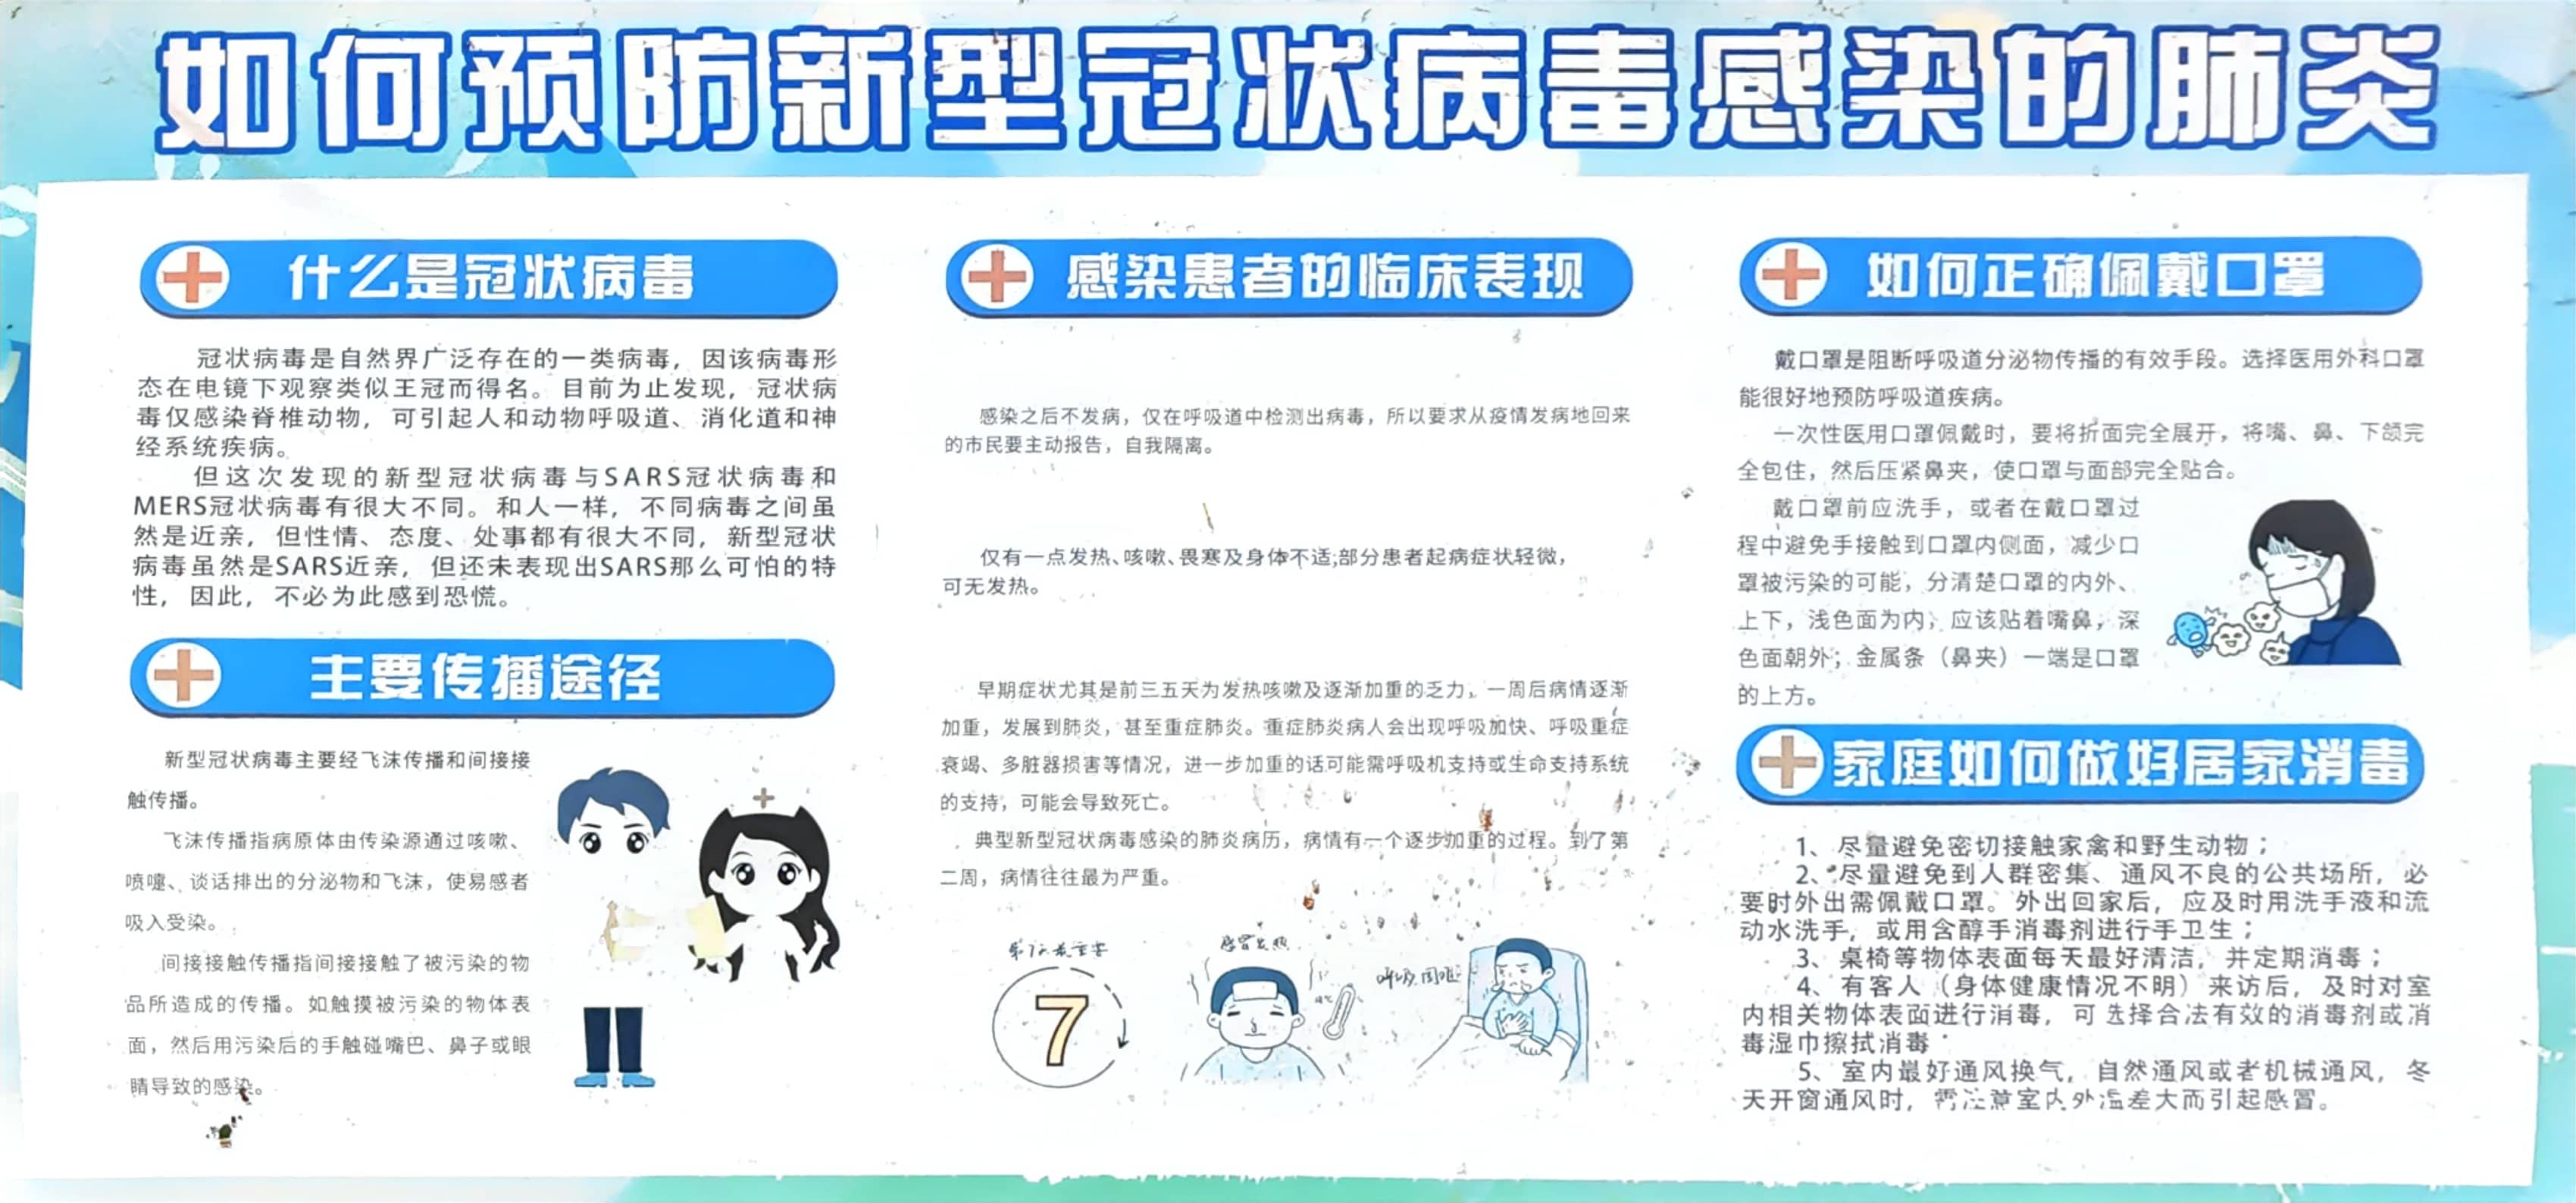 如何预防新型冠状病毒感染的肺炎
什么是冠状病毒
冠状病毒是自然界广泛存在的一类病毒，因该病毒形
态在电镜下观察类似王冠而得名。目前为止发现，冠状病
毒仅感染脊椎动物，可引起人和动物呼吸道、消化道和神
经系统疾病。
但这次发现的新型冠状病毒与SARS冠状病毒和
MERS冠状病毒有很大不同。和人一样，不同病毒之间虽
然是近亲，但性情、态度、处事都有很大不同，新型冠状
病毒虽然是SARS近亲，但还未表现出SARS那么可怕的特
性，因此，不必为此感到恐慌。
主要传播途径
新型冠状病毒主要经飞沫传播和间接接
触传播。
飞沫传播指病原体由传染源通过咳嗽、
喷嚏、谈话排出的分泌物和飞沫，使易感者
吸入受染。
间接接触传播指间接接触了被污染的物
品所造成的传播。如触摸被污染的物体表
面，然后用污染后的手触碰嘴巴、鼻子或眼
睛导致的感染。
感染患者的临床表现
感染之后不发病，仅在呼吸道中检测出病毒，所以要求从疫情发病地回来
的市民要主动报告，自我隔离。
仅有一点发热、咳嗽、畏寒及身体不适;部分患者起病症状轻微，
可无发热。
早期症状尤其是前三五天为发热咳嗽及逐渐加重的乏力，一周后病情逐渐
加重，发展到肺炎，甚至重症肺炎。重症肺炎病人会出现呼吸加快、呼吸重症
衰竭、多脏器损害等情况，进一步加重的话可能需呼吸机支持或生命支持系统
的支持，可能会导致死亡。
典型新型冠状病毒感染的肺炎病历，病情有一个逐步加重的过程。到了第
二周，病情往往最为严重。
7
感冒发热
呼吸困难
如何正确佩戴口罩
戴口罩是阻断呼吸道分泌物传播的有效手段。选择医用外科口罩
能很好地预防呼吸道疾病。
一次性医用口罩佩戴时，要将折面完全展开，将嘴、鼻、下颌完
全包住，然后压紧鼻夹，使口罩与面部完全贴合。
戴口罩前应洗手，或者在戴口罩过
程中避免手接触到口罩内侧面，减少口
罩被污染的可能，分清楚口罩的内外、
上下，浅色面为内，应该贴着嘴鼻，深
色面朝外；金属条（鼻夹）一端是口罩
的上方。
家庭如何做好居家消毒
1、尽量避免密切接触家禽和野生动物；
2、尽量避免到人群密集、通风不良的公共场所，必
要时外出需佩戴口罩。外出回家后，应及时用洗手液和流
动水洗手，或用含醇手消毒剂进行手卫生；
3、桌椅等物体表面每天最好清洁，并定期消毒；
4、有客人（身体健康情况不明）来访后，及时对室
内相关物体表面进行消毒，可选择合法有效的消毒剂或消
毒湿巾擦拭消毒
5、室内最好通风换气，自然通风或老机械通风，冬
天开窗通风时，需注意室内外温差大而引起感冒。